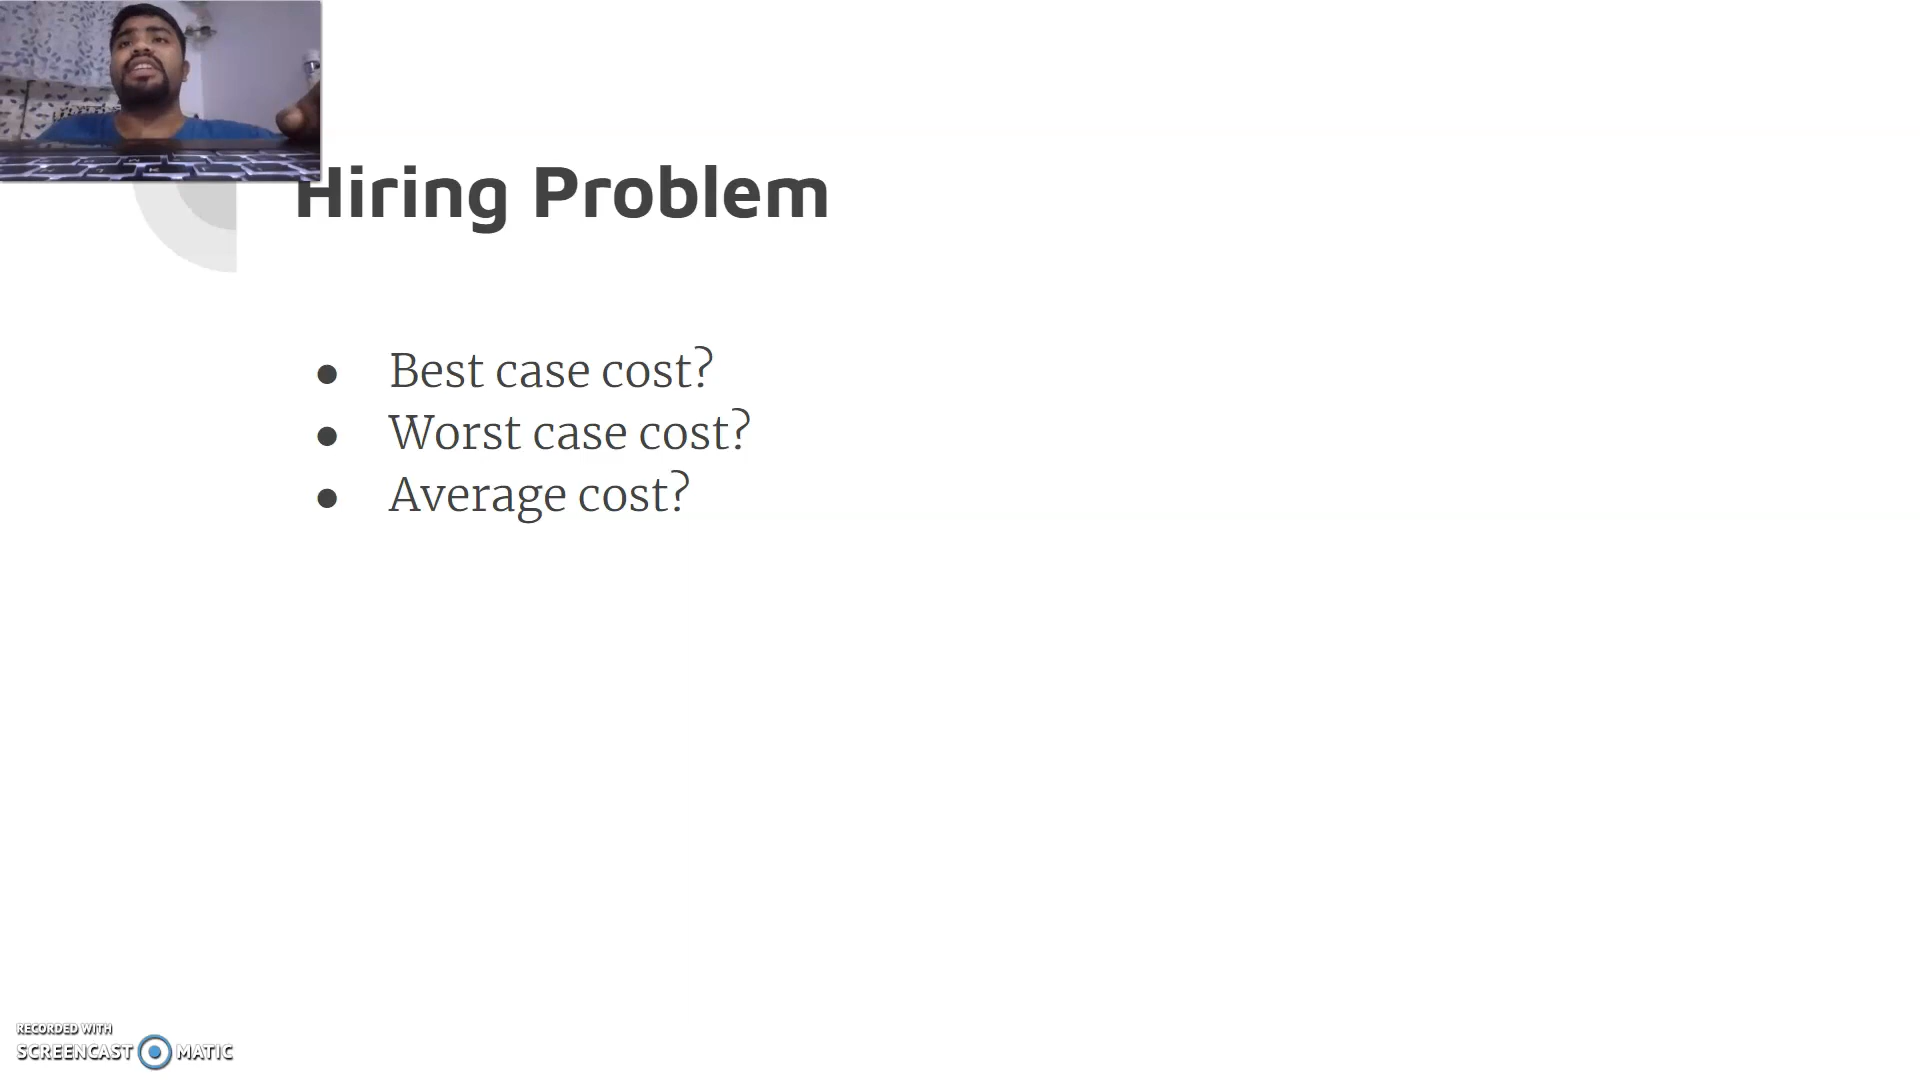 Hiring Problem
● Best case cost?
● Worst case cost?
● Average cost?
RECORDED WITH
SCREENCAST MATIC